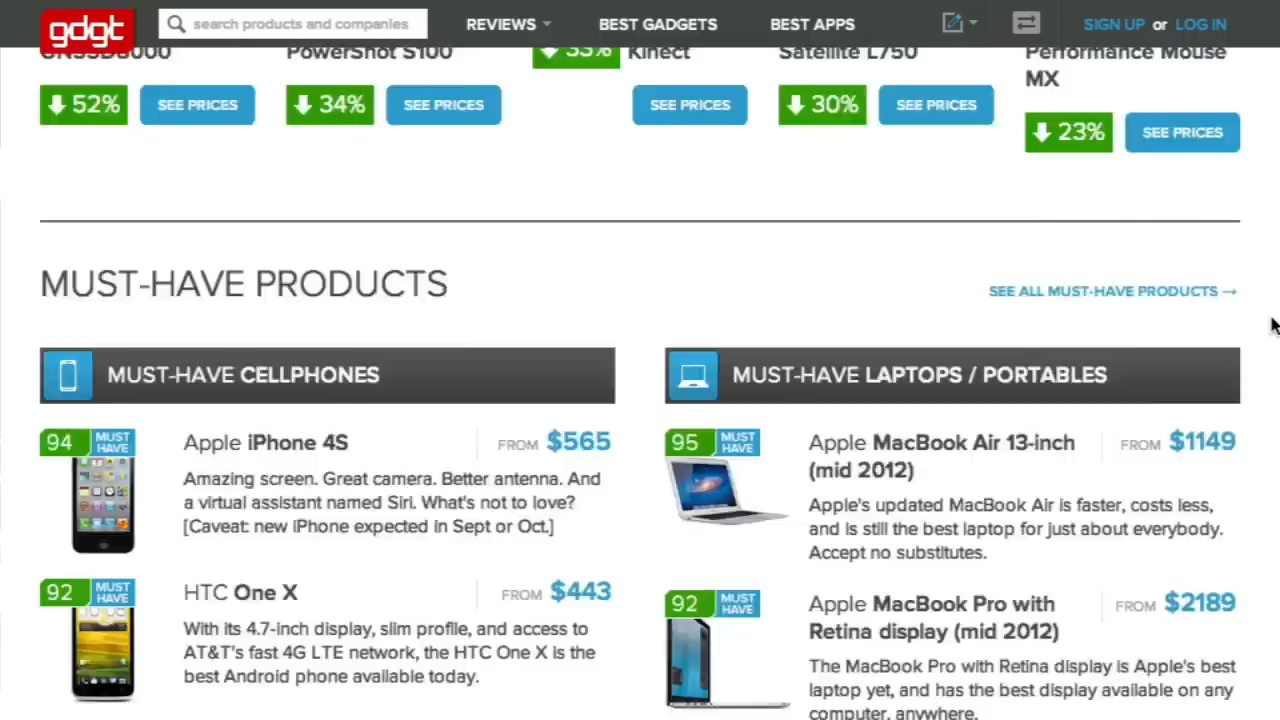 gdgt
search products and companies
REVIEWS
BEST GADGETS
BEST APPS
SIGN UP or LOG IN
PowerShot S100
Kinect
Satellite L750
Performance Mouse
MX
52%
SEE PRICES
34%
SEE PRICES
33%
SEE PRICES
30%
SEE PRICES
23%
SEE PRICES
MUST-HAVE PRODUCTS
SEE ALL MUST-HAVE PRODUCTS →
MUST-HAVE CELLPHONES
94 MUST HAVE
Apple iPhone 4S
FROM $565
Amazing screen. Great camera. Better antenna. And
a virtual assistant named Siri. What's not to love?
[Caveat: new iPhone expected in Sept or Oct.]
92 MUST HAVE
HTC One X
FROM $443
With its 4.7-inch display, slim profile, and access to
AT&T's fast 4G LTE network, the HTC One X is the
best Android phone available today.
MUST-HAVE LAPTOPS / PORTABLES
95 MUST HAVE
Apple MacBook Air 13-inch
(mid 2012)
FROM $1149
Apple's updated MacBook Air is faster, costs less,
and is still the best laptop for just about everybody.
Accept no substitutes.
92 MUST HAVE
Apple MacBook Pro with
Retina display (mid 2012)
FROM $2189
The MacBook Pro with Retina display is Apple's best
laptop yet, and has the best display available on any
computer, anywhere.